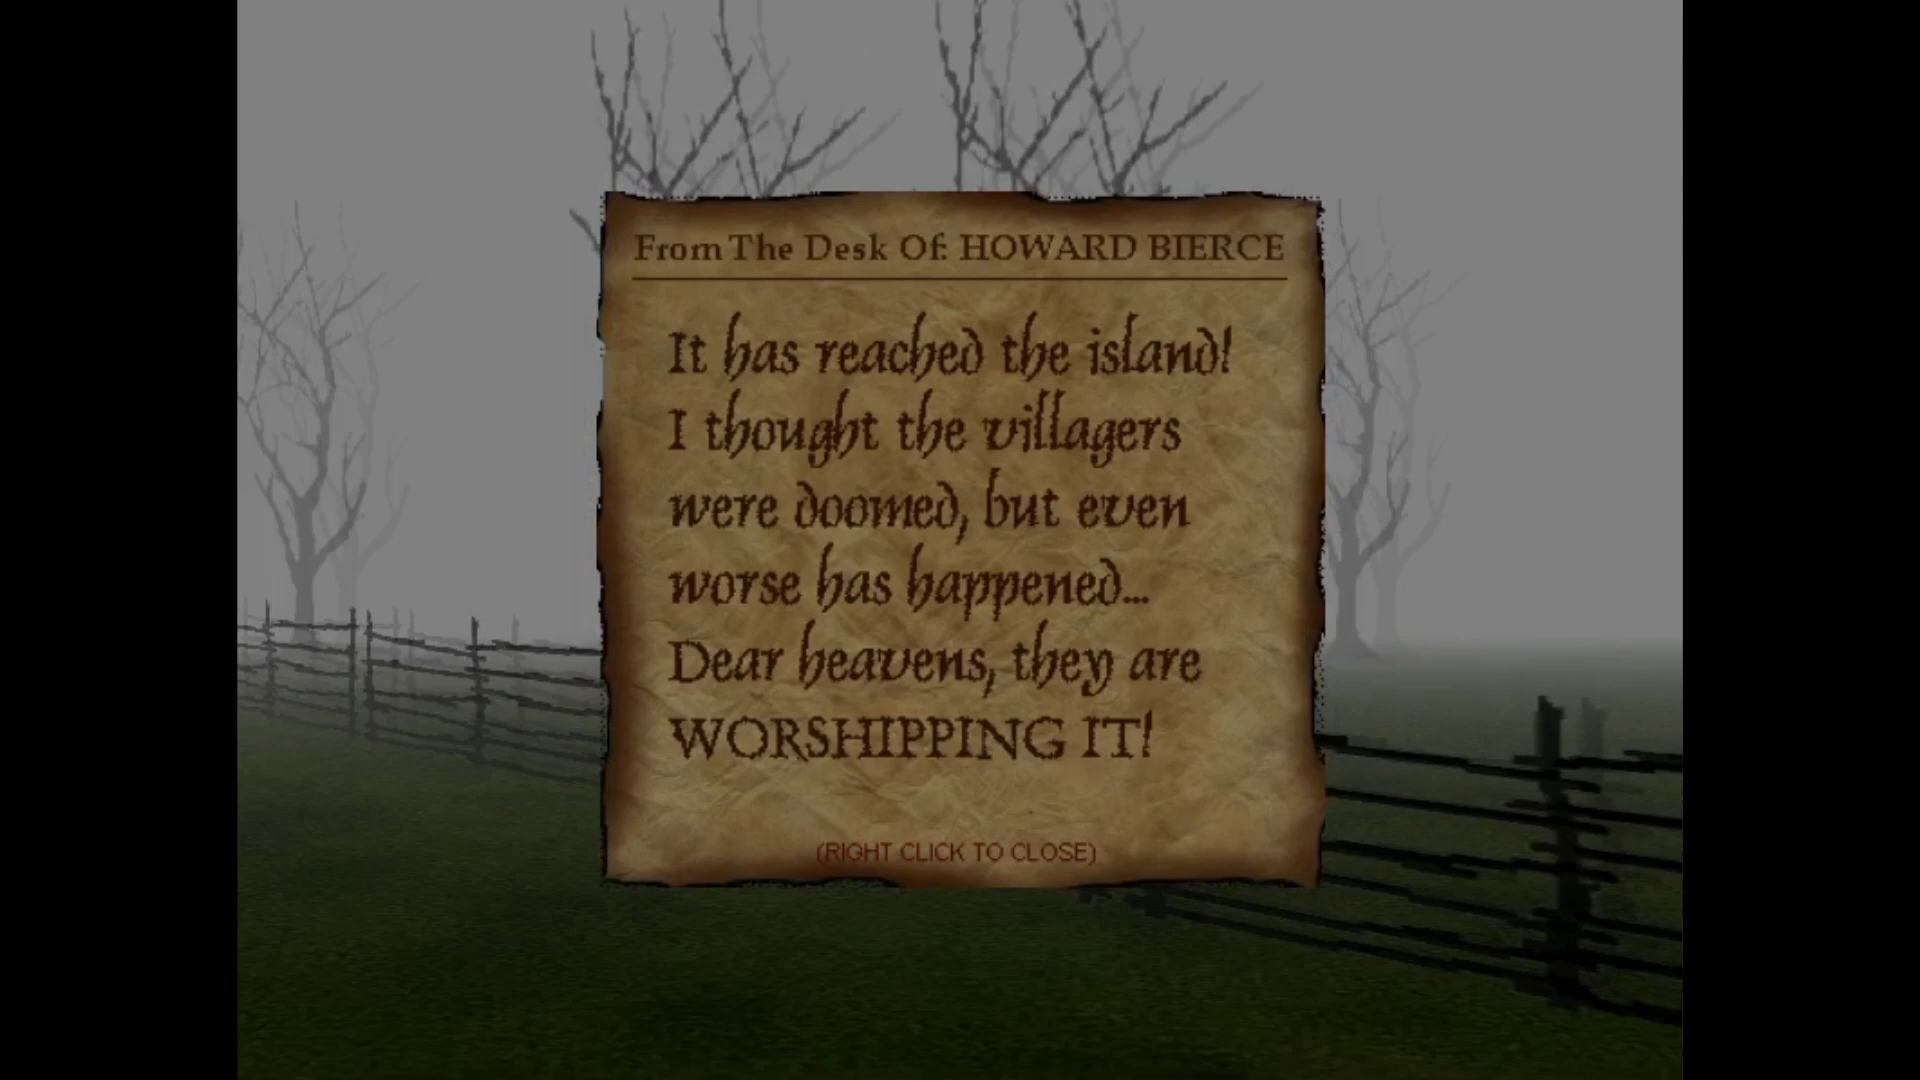 From The Desk Of: HOWARD BIERCE
It has reached the island!
I thought the villagers
were doomed, but even
worse has happened...
Dear heavens, they are
WORSHIPPING IT!
(RIGHT CLICK TO CLOSE)